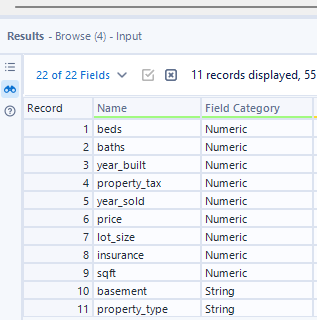 Results - Browse (4) - Input
22 of 22 Fields 11 records displayed, 55
Record Name Field Category
1 beds Numeric
2 baths Numeric
3 year_built Numeric
4 property_tax Numeric
5 year_sold Numeric
6 price Numeric
7 lot_size Numeric
8 insurance Numeric
9 sqft Numeric
10 basement String
11 property_type String